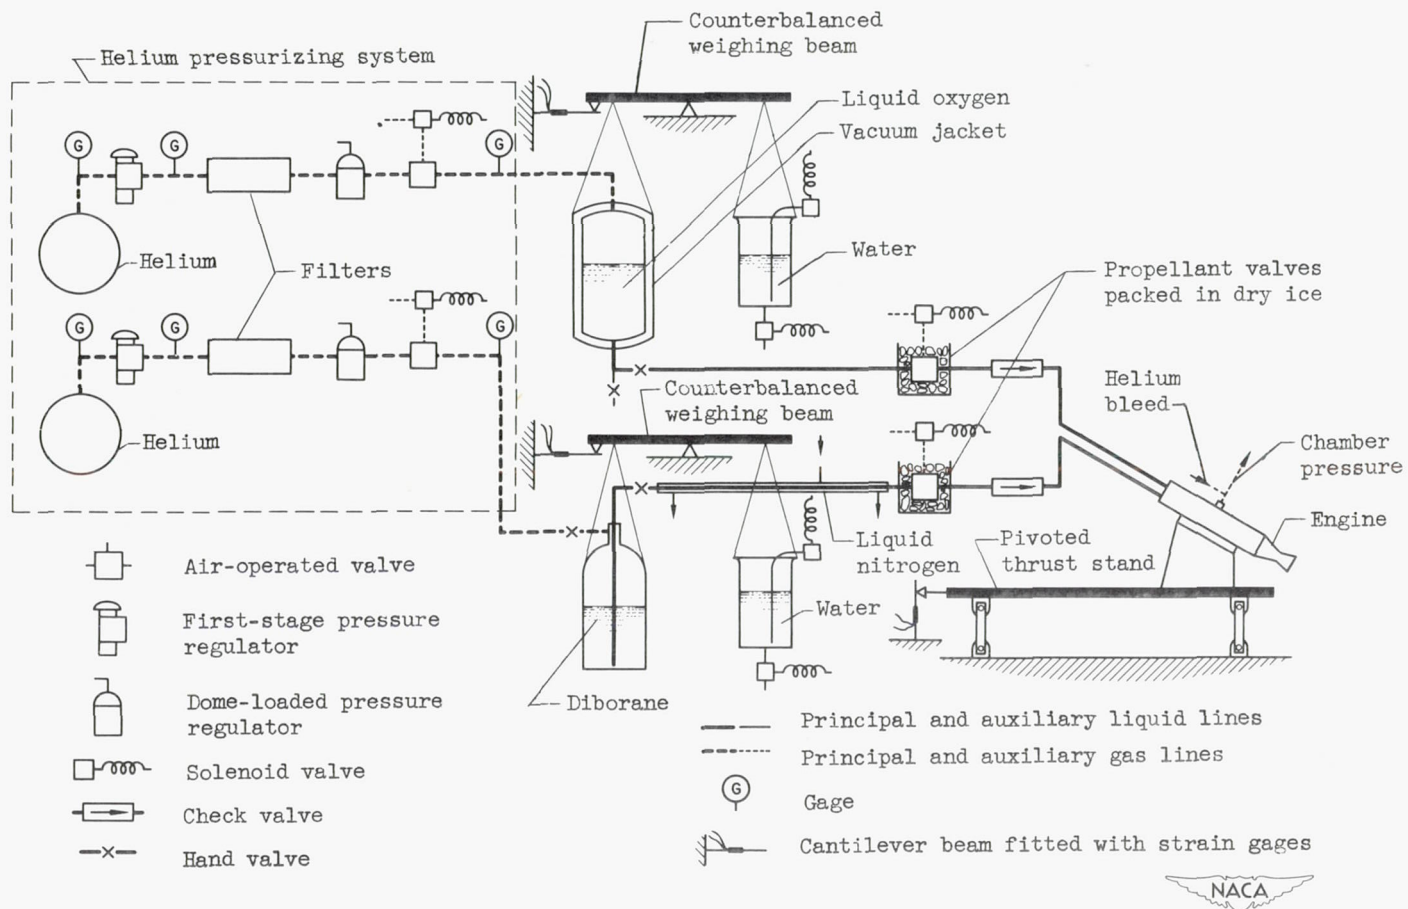 Counterbalanced
weighing beam
Helium pressurizing system
Liquid oxygen
Vacuum jacket
G
G
G
Helium
Filters
Water
Propellant valves
packed in dry ice
G
G
G
Helium
Counterbalanced
weighing beam
Helium
bleed
Chamber
pressure
Engine
Liquid
nitrogen
Pivoted
thrust stand
Water
Diborane
Air-operated valve
First-stage pressure
regulator
Dome-loaded pressure
regulator
Solenoid valve
Check valve
Hand valve
Principal and auxiliary liquid lines
Principal and auxiliary gas lines
G
Gage
Cantilever beam fitted with strain gages
NACA